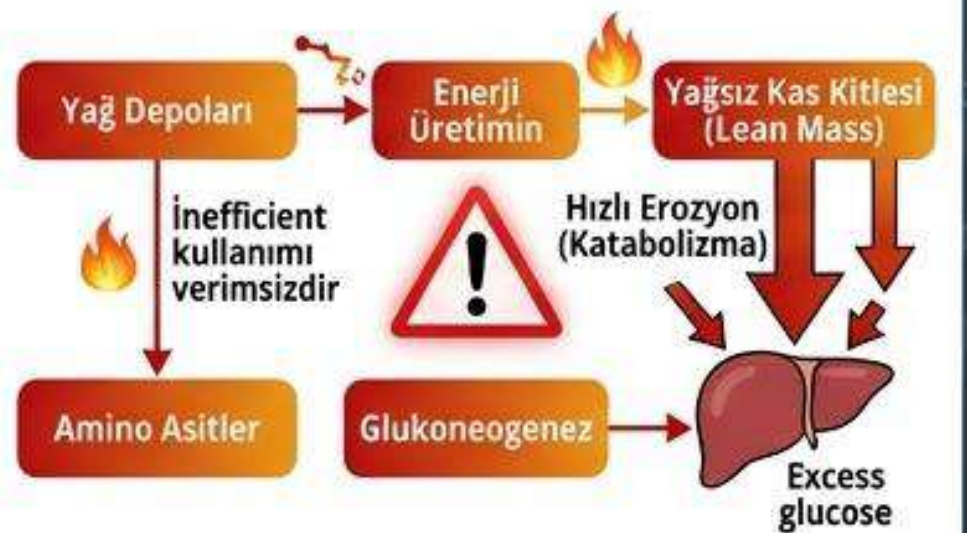 Yağ Depoları
Enerji
Üretimin
Yağsız Kas Kitlesi
(Lean Mass)
İnefficient
kullanımı
verimsizdir
Hızlı Erozyon
(Katabolizma)
Amino Asitler
Glukoneogenez
Excess
glucose